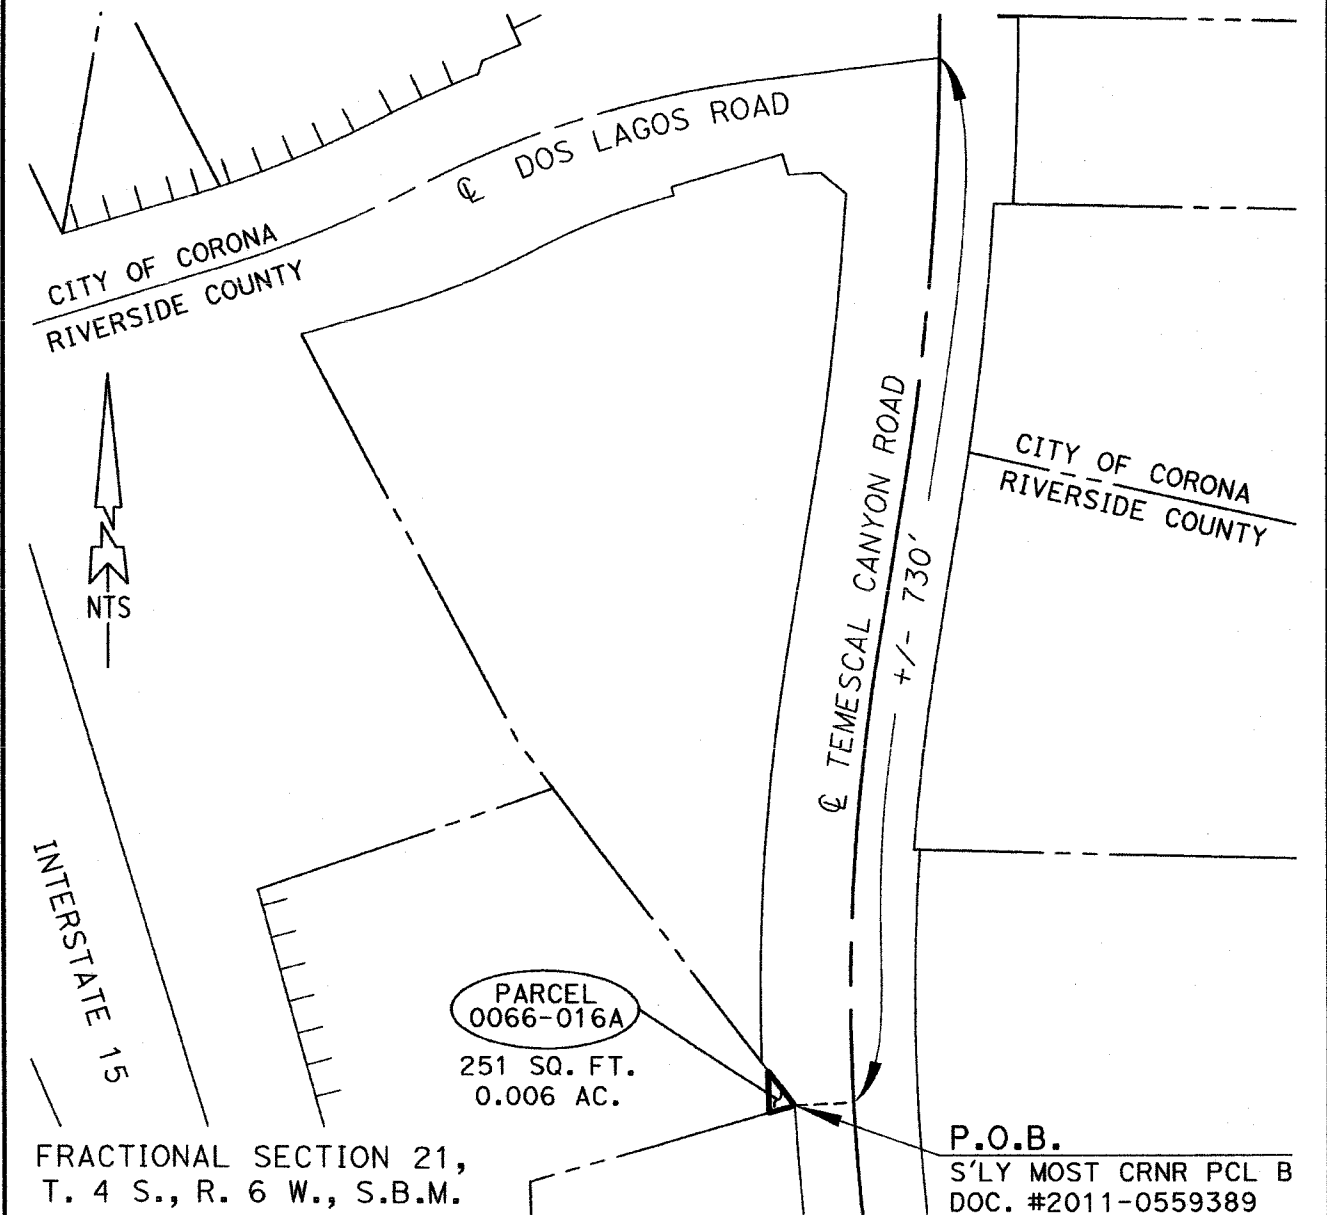 ℄ DOS LAGOS ROAD
CITY OF CORONA
RIVERSIDE COUNTY
N
NTS
CITY OF CORONA
RIVERSIDE COUNTY
℄ TEMESCAL CANYON ROAD
+/- 730'
INTERSTATE 15
PARCEL
0066-016A
251 SQ. FT.
0.006 AC.
P.O.B.
S'LY MOST CRNR PCL B
DOC. #2011-0559389
FRACTIONAL SECTION 21,
T. 4 S., R. 6 W., S.B.M.